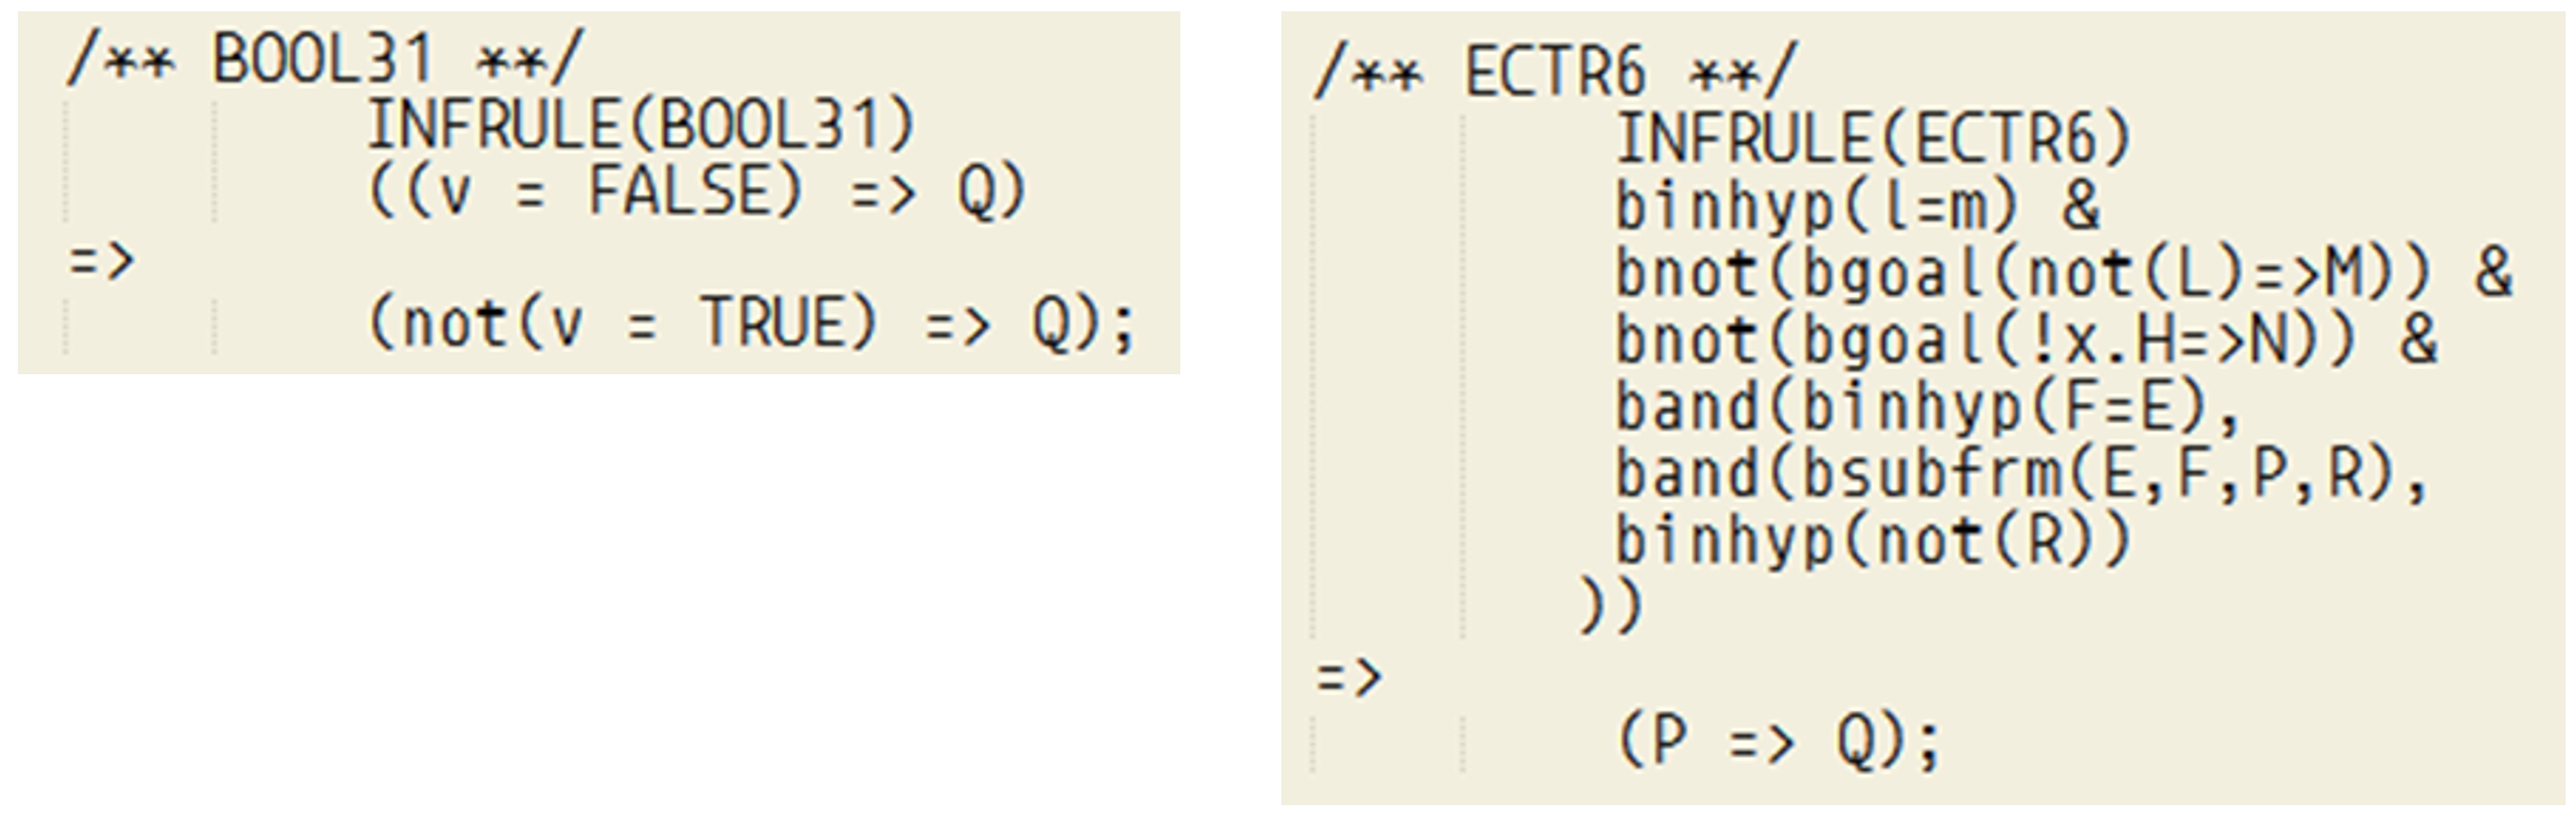 /** BOOL31 **/
INFRULE(BOOL31)
((v = FALSE) => Q)
=>
(not(v = TRUE) => Q);
/** ECTR6 **/
INFRULE(ECTR6)
binhyp(l=m) &
bnot(bgoal(not(L)=>M)) &
bnot(bgoal(!x.H=>N)) &
band(binhyp(F=E),
band(bsubfrm(E,F,P,R),
binhyp(not(R))
))
=>
(P => Q);